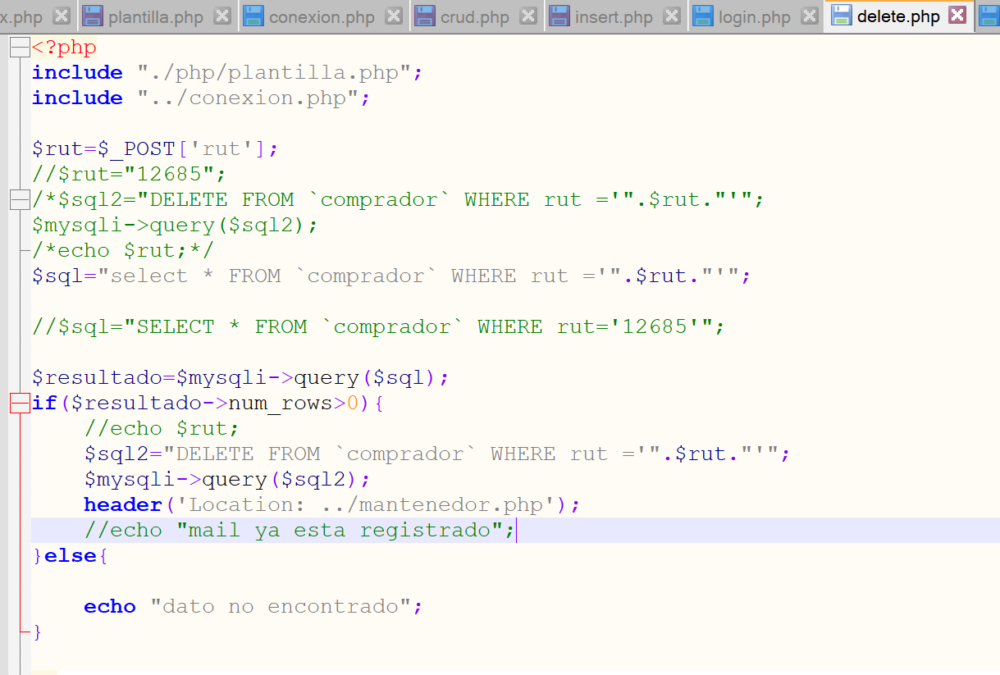 x.php plantilla.php conexion.php crud.php insert.php login.php delete.php
<?php
include "./php/plantilla.php";
include "../conexion.php";
$rut=$_POST['rut'];
//$rut="12685";
/*$sql2="DELETE FROM `comprador` WHERE rut ='".$rut."'";
$mysqli->query($sql2);
/*echo $rut;*/
$sql="select * FROM `comprador` WHERE rut ='".$rut."'";
//$sql="SELECT * FROM `comprador` WHERE rut='12685'";
$resultado=$mysqli->query($sql);
if($resultado->num_rows>0){
//echo $rut;
$sql2="DELETE FROM `comprador` WHERE rut ='".$rut."'";
$mysqli->query($sql2);
header('Location: ../mantenedor.php');
//echo "mail ya esta registrado";
}else{
echo "dato no encontrado";
}